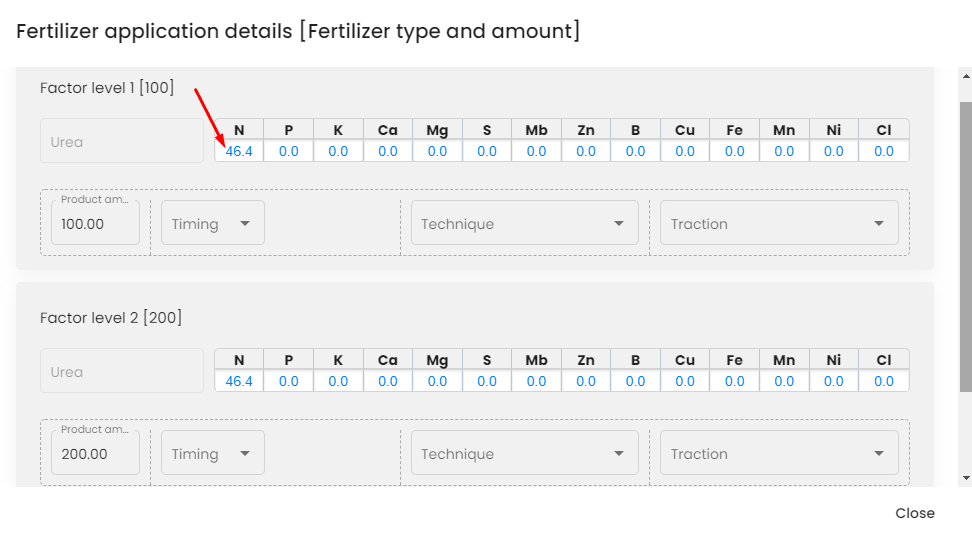 Fertilizer application details [Fertilizer type and amount]
Factor level 1 [100]
Urea
N P K Ca Mg S Mb Zn B Cu Fe Mn Ni Cl
46.4 0.0 0.0 0.0 0.0 0.0 0.0 0.0 0.0 0.0 0.0 0.0 0.0 0.0
Product am...
100.00 Timing Technique Traction
Factor level 2 [200]
Urea
N P K Ca Mg S Mb Zn B Cu Fe Mn Ni Cl
46.4 0.0 0.0 0.0 0.0 0.0 0.0 0.0 0.0 0.0 0.0 0.0 0.0 0.0
Product am...
200.00 Timing Technique Traction
Close